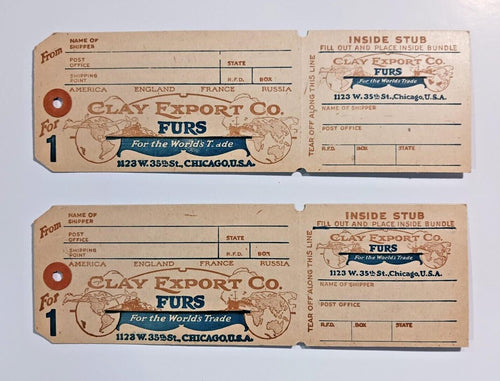 From
NAME OF SHIPPER
POST OFFICE STATE
SHIPPING POINT R.F.D. BOX
AMERICA ENGLAND FRANCE RUSSIA
For 1
CLAY EXPORT CO.
FURS
For the World's T ade
1123 W. 35th St., CHICAGO, U.S.A.
TEAR OFF ALONG THIS LINE
INSIDE STUB
FILL OUT AND PLACE INSIDE BUNDLE
CLAY EXPORT CO.
FURS
For the Worlds Trade
1123 W. 35th St., Chicago, U.S.A.
NAME OF SHIPPER
POST OFFICE
R.F.D. BOX STATE
From
NAME OF SHIPPER
POST OFFICE STATE
SHIPPING POINT R.F.D. BOX
AMERICA ENGLAND FRANCE RUSSIA
For 1
CLAY EXPORT CO.
FURS
For the World's Trade
1123 W. 35th St., CHICAGO, U.S.A.
TEAR OFF ALONG THIS LINE
INSIDE STUB
FILL OUT AND PLACE INSIDE BUNDLE
CLAY EXPORT CO.
FURS
For the Worlds Trade
1123 W. 35th St., Chicago, U.S.A.
NAME OF SHIPPER
POST OFFICE
R.F.D. BOX STATE